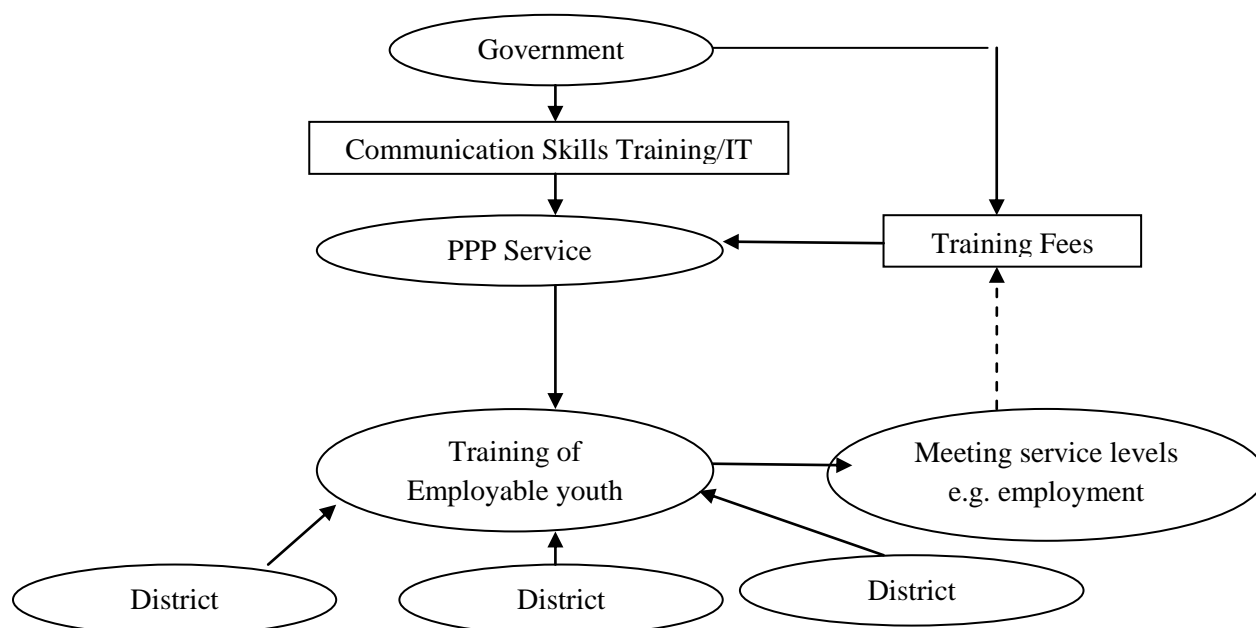 Government
Communication Skills Training/IT
PPP Service
Training Fees
Training of
Employable youth
Meeting service levels
e.g. employment
District
District
District